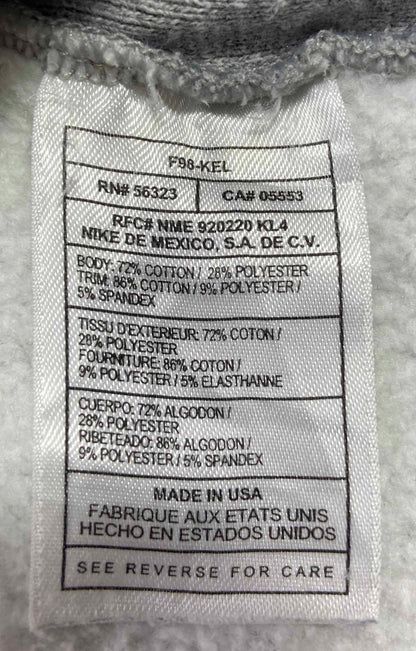 F98-KEL
RN# 56323 CA# 05553
RFC# NME 920220 KL4
NIKE DE MEXICO, S.A. DE C.V.
BODY: 72% COTTON / 28% POLYESTER
TRIM: 86% COTTON / 9% POLYESTER /
5% SPANDEX
TISSU D'EXTERIEUR: 72% COTON /
28% POLYESTER
FOURNITURE: 86% COTON /
9% POLYESTER / 5% ELASTHANNE
CUERPO: 72% ALGODON /
28% POLYESTER
RIBETEADO: 86% ALGODON /
9% POLYESTER / 5% SPANDEX
MADE IN USA
FABRIQUE AUX ETATS UNIS
HECHO EN ESTADOS UNIDOS
SEE REVERSE FOR CARE